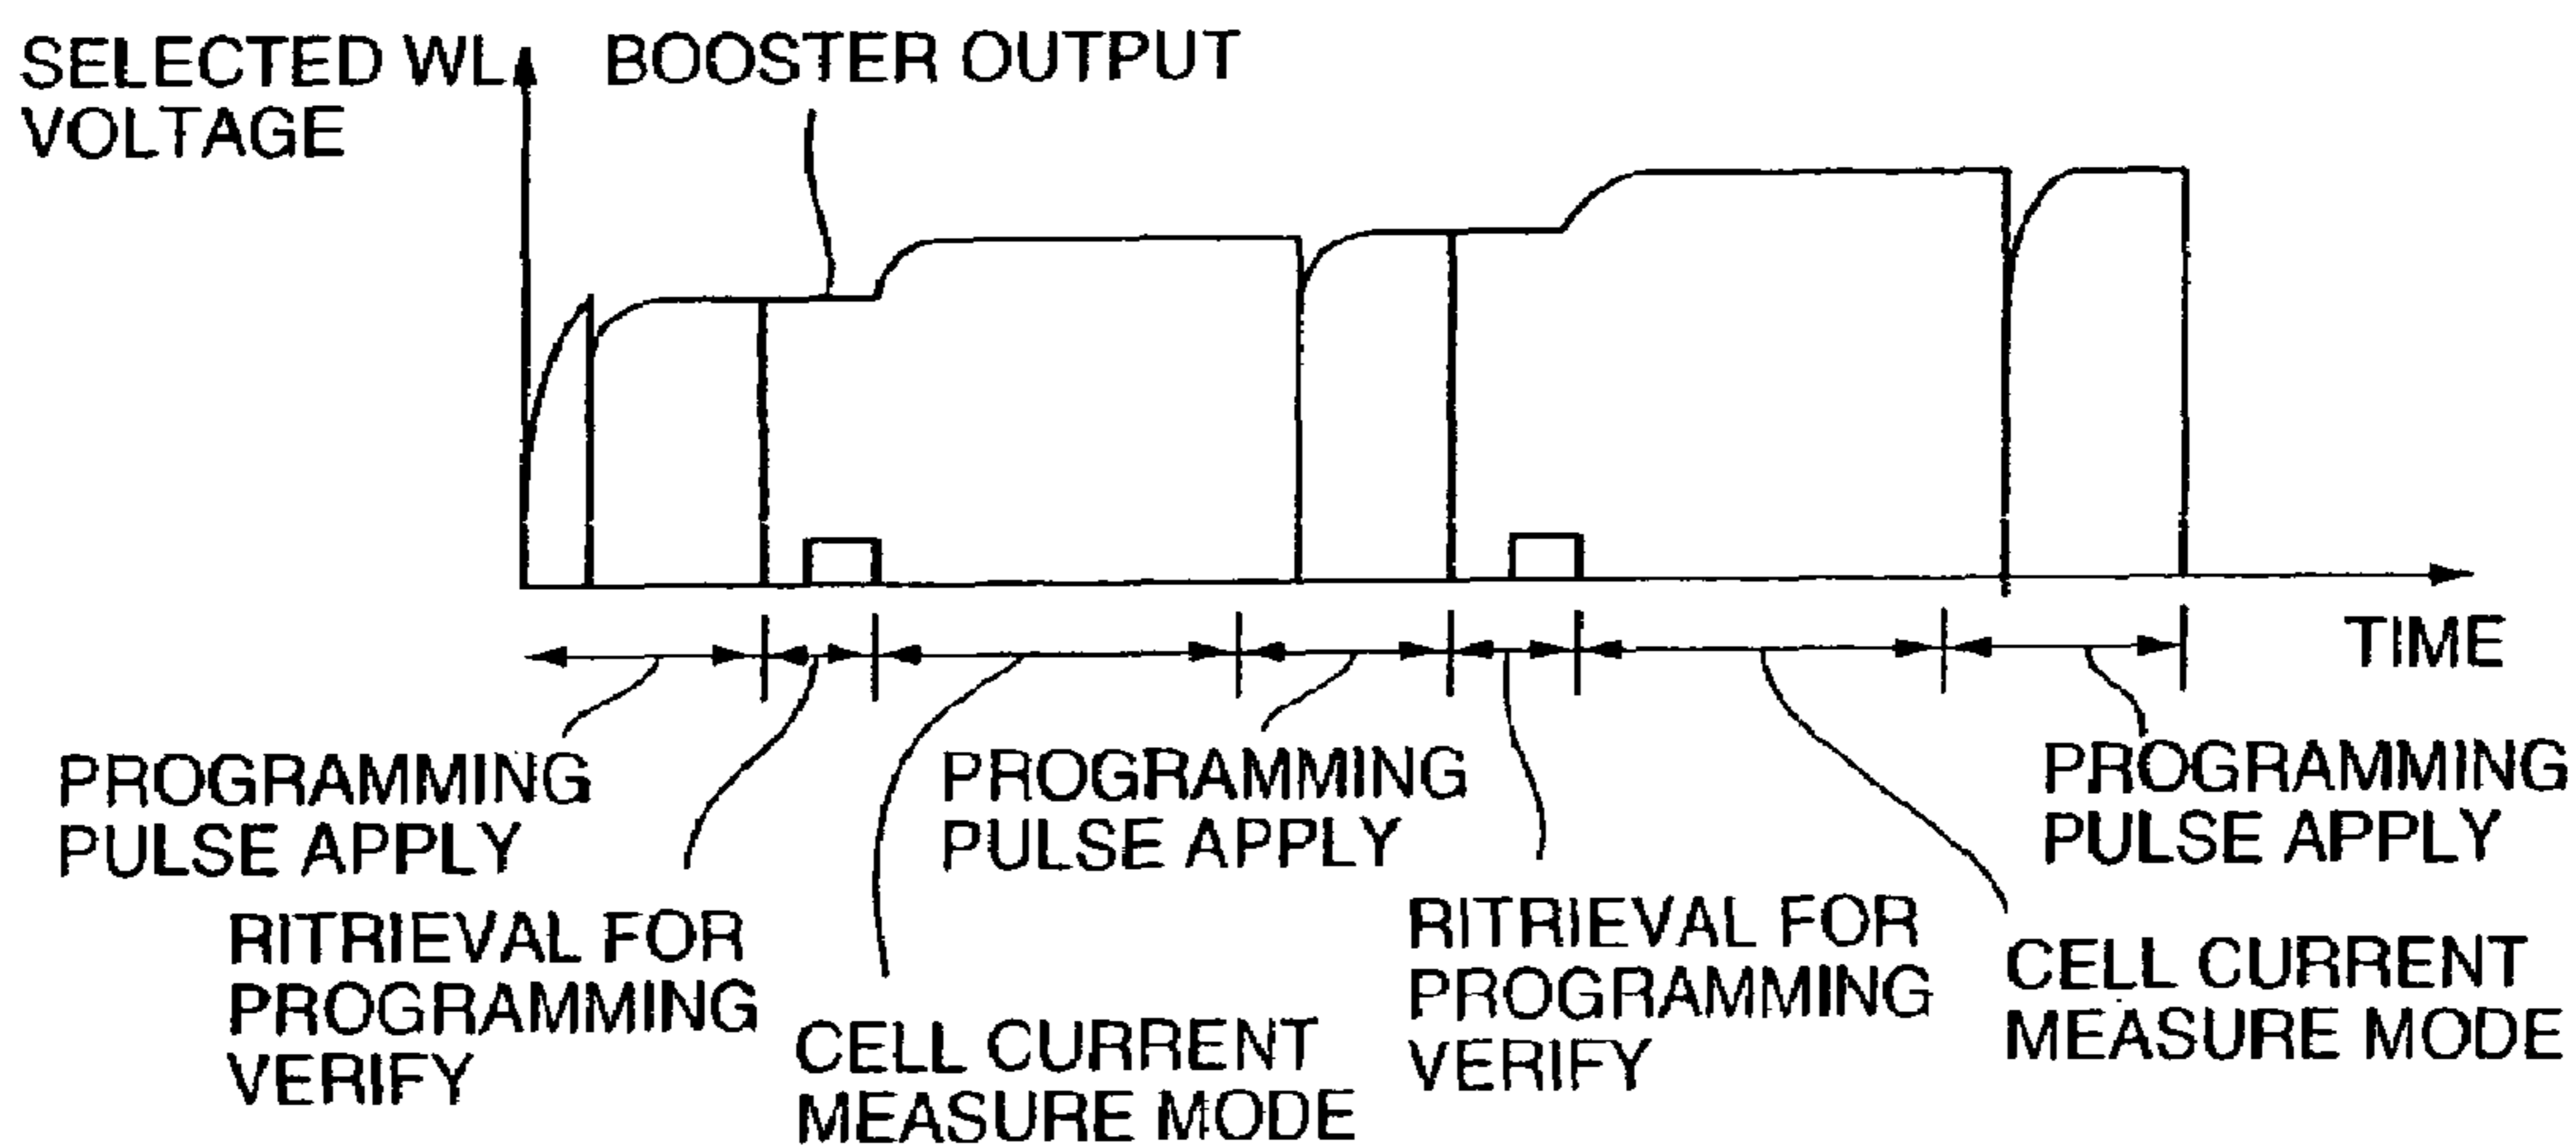 SELECTED WL
VOLTAGE
BOOSTER OUTPUT
TIME
PROGRAMMING
PULSE APPLY
RITRIEVAL FOR
PROGRAMMING
VERIFY
CELL CURRENT
MEASURE MODE
PROGRAMMING
PULSE APPLY
RITRIEVAL FOR
PROGRAMMING
VERIFY
CELL CURRENT
MEASURE MODE
PROGRAMMING
PULSE APPLY